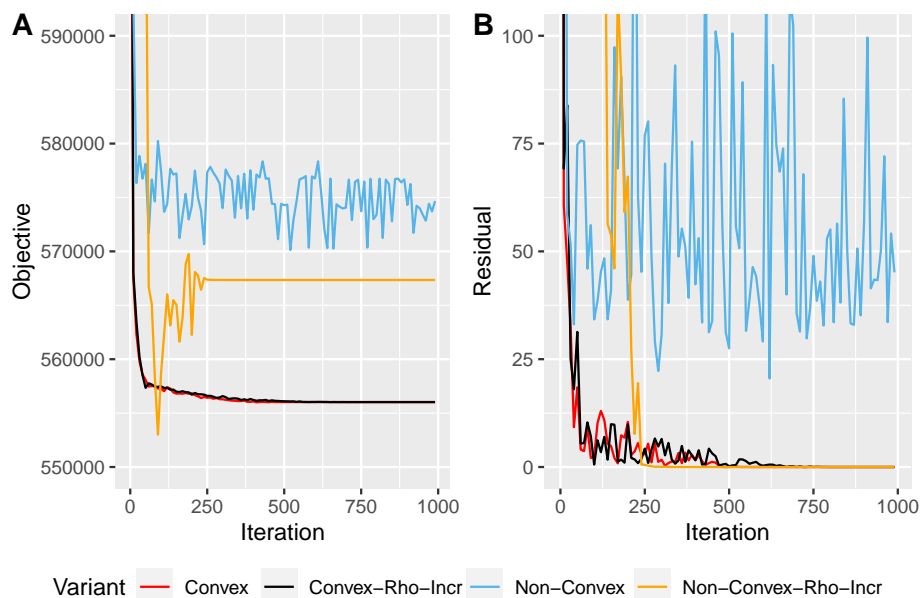 A
590000
580000
570000
560000
550000
Objective
0
250
500
750
1000
Iteration
B
100
75
50
25
0
Residual
0
250
500
750
1000
Iteration
Variant Convex Convex−Rho−Incr Non−Convex Non−Convex−Rho−Incr